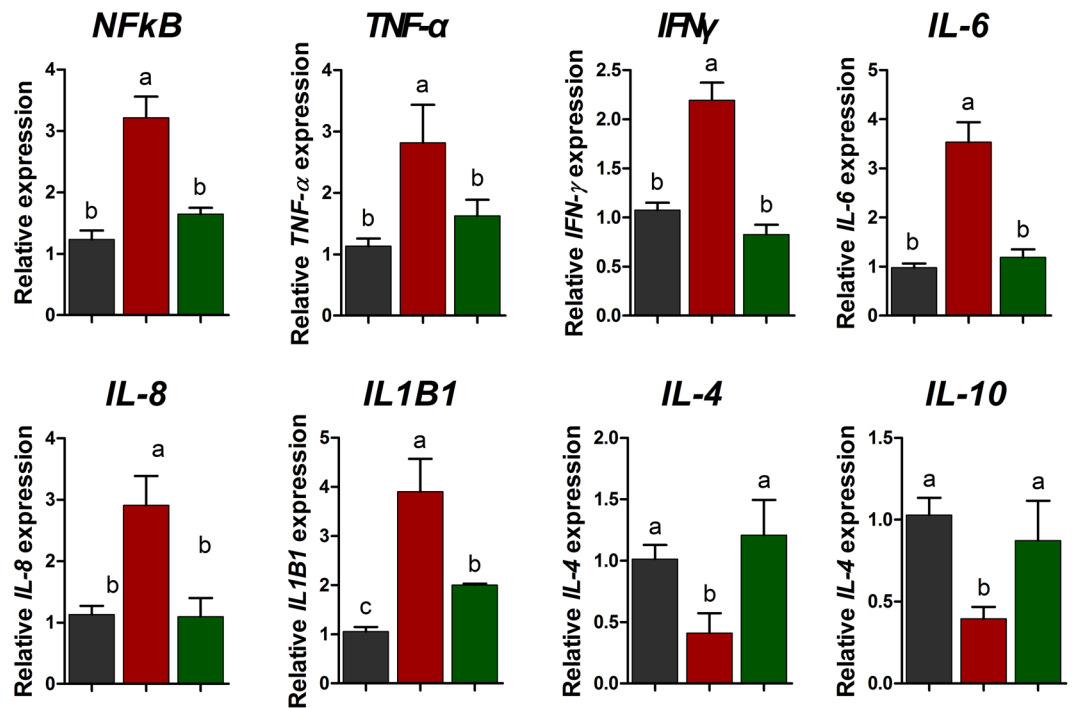 NFkB
TNF-α
IFNγ
IL-6
Relative expression
4
3
2
1
0
b
a
b
Relative TNF-α expression
4
3
2
1
0
b
a
b
Relative IFN-γ expression
2.5
2.0
1.5
1.0
0.5
0.0
b
a
b
Relative IL-6 expression
5
4
3
2
1
0
b
a
b
IL-8
IL1B1
IL-4
IL-10
Relative IL-8 expression
4
3
2
1
0
b
a
b
Relative IL1B1 expression
5
4
3
2
1
0
c
a
b
Relative IL-4 expression
2.0
1.5
1.0
0.5
0.0
a
b
a
Relative IL-4 expression
1.5
1.0
0.5
0.0
a
b
a